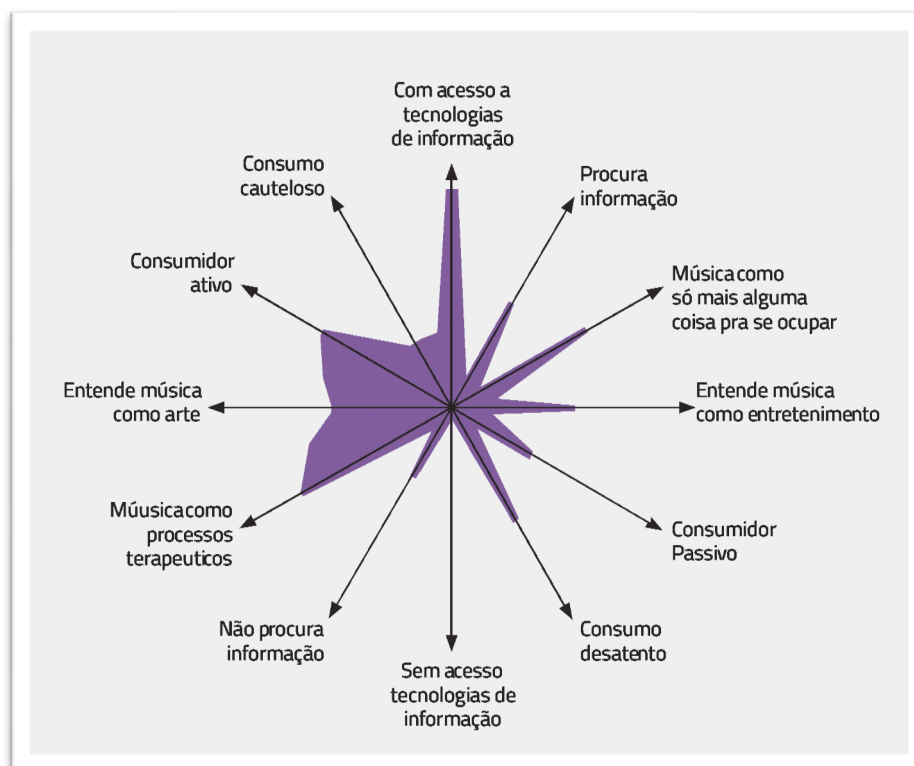 Com acesso a
tecnologias
de informação
Procura
informação
Música como
só mais alguma
coisa pra se ocupar
Entende música
como entretenimento
Consumidor
Passivo
Consumo
desatento
Sem acesso
tecnologias de
informação
Não procura
informação
Múusica como
processos
terapeuticos
Entende música
como arte
Consumidor
ativo
Consumo
cauteloso